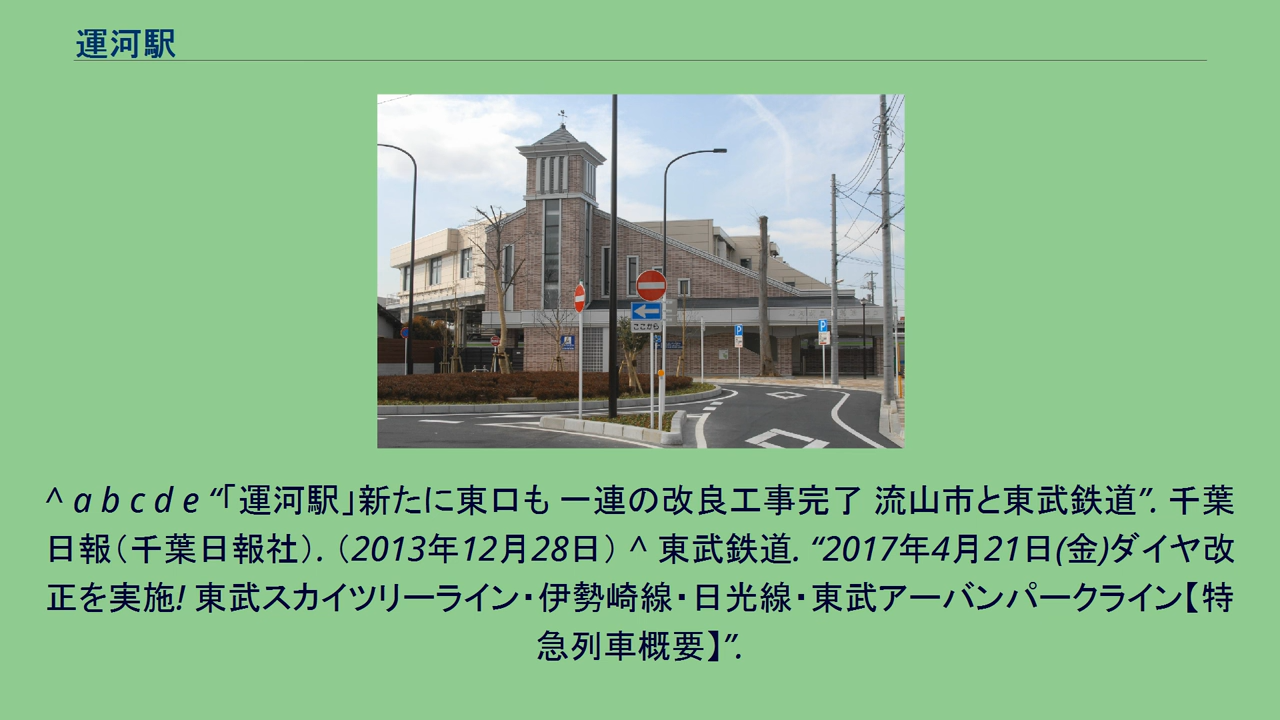 運河駅
ここから
P
P
^ a b c d e “「運河駅」新たに東口も 一連の改良工事完了 流山市と東武鉄道”. 千葉
日報（千葉日報社）. （2013年12月28日） ^ 東武鉄道. “2017年4月21日(金)ダイヤ改
正を実施! 東武スカイツリーライン・伊勢崎線・日光線・東武アーバンパークライン【特
急列車概要】”.